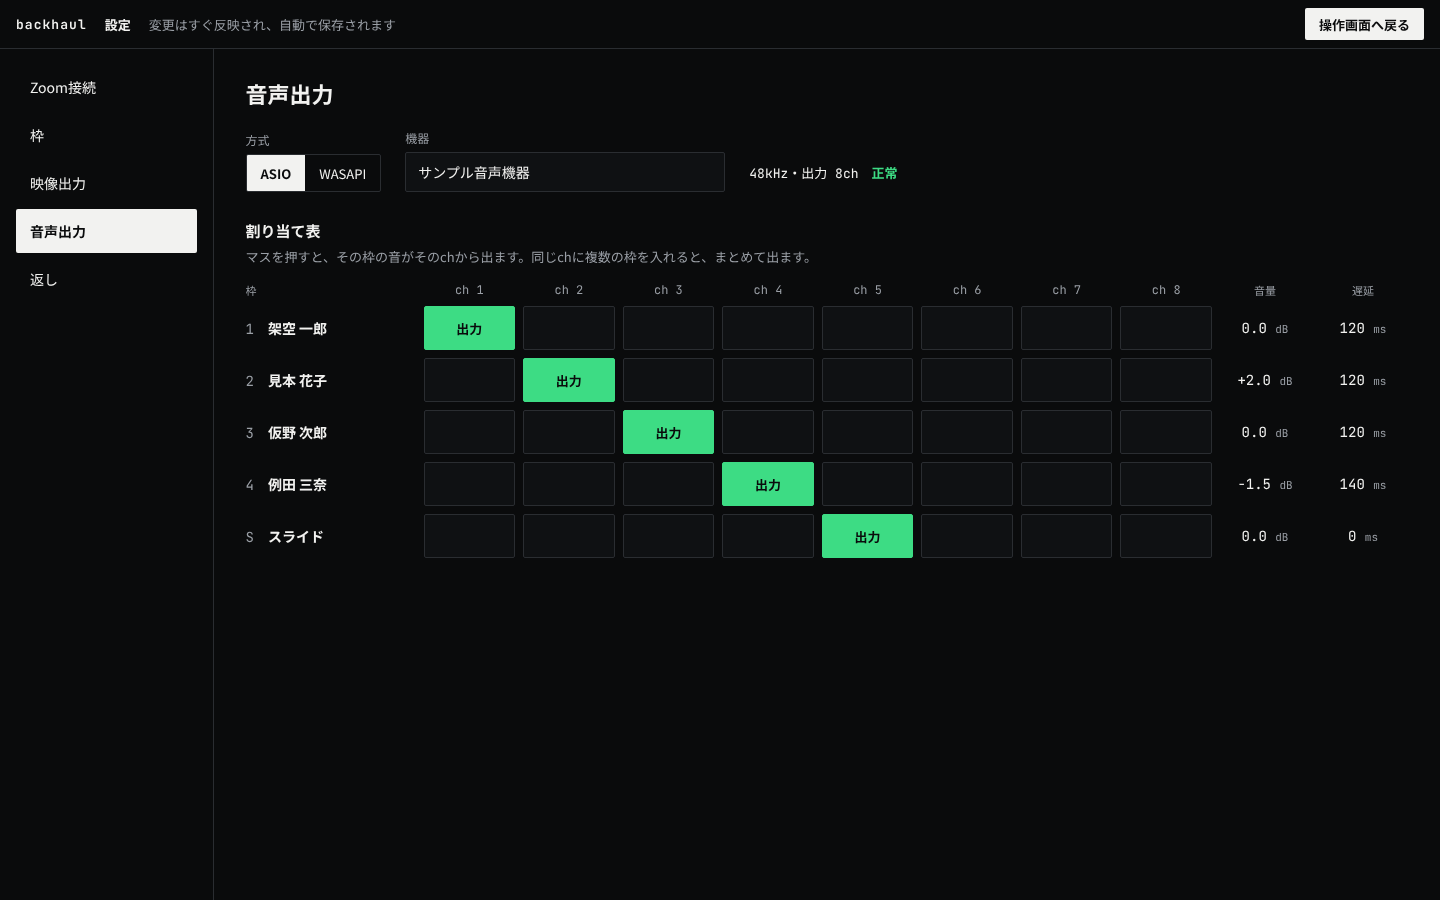 backhaul 設定 変更はすぐ反映され、自動で保存されます 操作画面へ戻る
Zoom接続
枠
映像出力
音声出力
返し
音声出力
方式 機器
ASIO WASAPI サンプル音声機器 48kHz・出力 8ch 正常
割り当て表
マスを押すと、その枠の音がそのchから出ます。同じchに複数の枠を入れると、まとめて出ます。
枠 ch 1 ch 2 ch 3 ch 4 ch 5 ch 6 ch 7 ch 8 音量 遅延
1 架空 一郎 出力 0.0 dB 120 ms
2 見本 花子 出力 +2.0 dB 120 ms
3 仮野 次郎 出力 0.0 dB 120 ms
4 例田 三奈 出力 -1.5 dB 140 ms
S スライド 出力 0.0 dB 0 ms